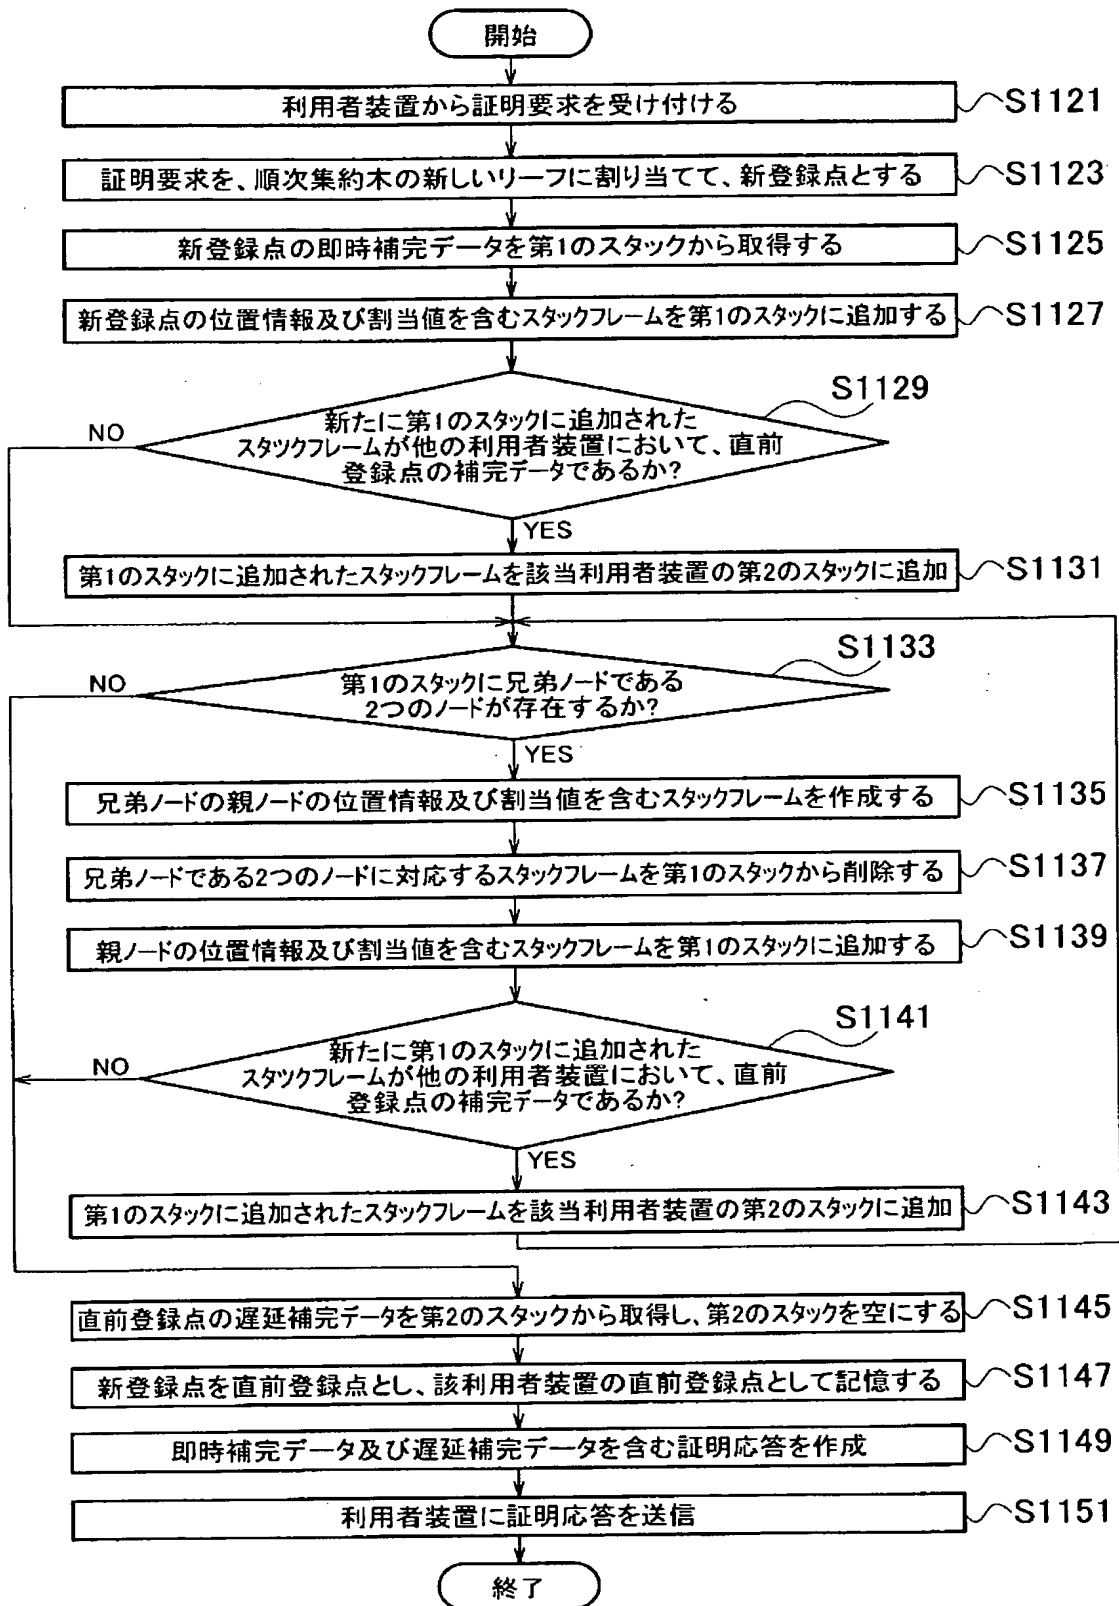 開始
利用者装置から証明要求を受け付ける
S1121
証明要求を、順次集約木の新しいリーフに割り当てて、新登録点とする
S1123
新登録点の即時補完データを第1のスタックから取得する
S1125
新登録点の位置情報及び割当値を含むスタックフレームを第1のスタックに追加する
S1127
S1129
新たに第1のスタックに追加された
スタツクフレームが他の利用者装置において、直前
登録点の補完データであるか?
NO
YES
第1のスタックに追加されたスタックフレームを該当利用者装置の第2のスタックに追加
S1131
S1133
第1のスタックに兄弟ノードである
2つのノードが存在するか?
NO
YES
兄弟ノードの親ノードの位置情報及び割当値を含むスタックフレームを作成する
S1135
兄弟ノードである2つのノードに対応するスタックフレームを第1のスタックから削除する
S1137
親ノードの位置情報及び割当値を含むスタックフレームを第1のスタックに追加する
S1139
S1141
新たに第1のスタックに追加された
スタツクフレームが他の利用者装置において、直前
登録点の補完データであるか?
NO
YES
第1のスタックに追加されたスタックフレームを該当利用者装置の第2のスタックに追加
S1143
直前登録点の遅延補完データを第2のスタックから取得し、第2のスタックを空にする
S1145
新登録点を直前登録点とし、該利用者装置の直前登録点として記憶する
S1147
即時補完データ及び遅延補完データを含む証明応答を作成
S1149
利用者装置に証明応答を送信
S1151
終了